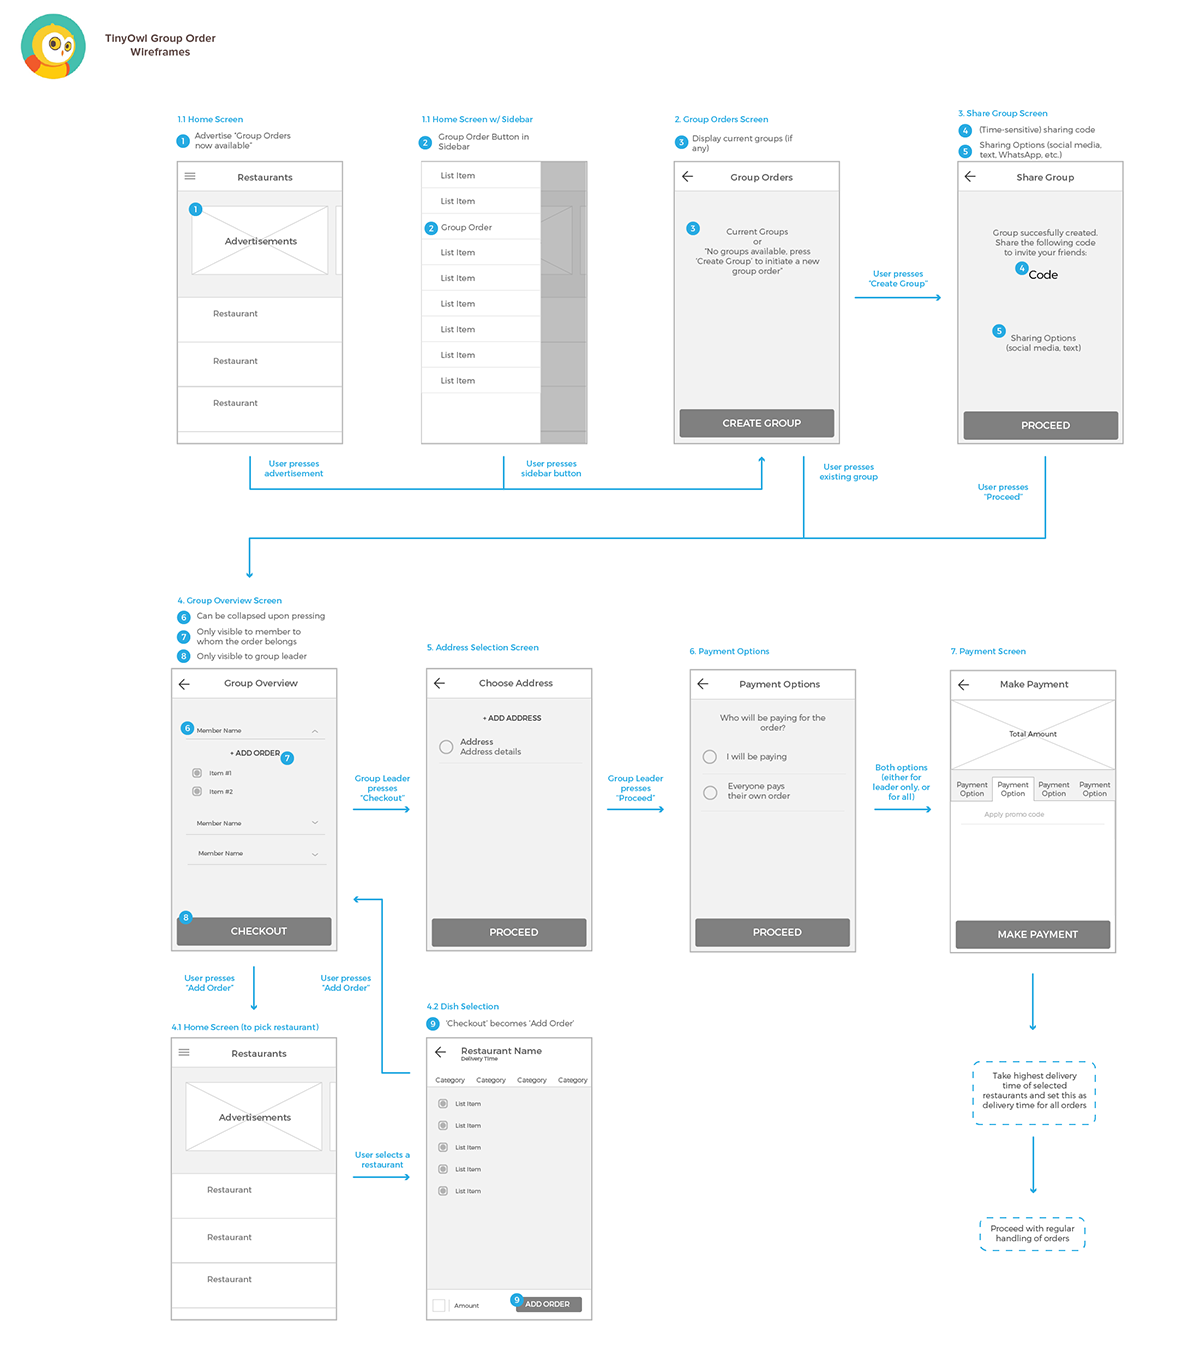 TinyOwl Group Order
Wireframes
1.1 Home Screen
1 Advertise "Group Orders
now available"
Restaurants
1
Advertisements
Restaurant
Restaurant
Restaurant
1.1 Home Screen w/ Sidebar
2 Group Order Button in
Sidebar
List Item
List Item
2 Group Order
List Item
List Item
List Item
List Item
List Item
List Item
2. Group Orders Screen
3 Display current groups (if
any)
Group Orders
3
Current Groups
or
"No groups available, press
'Create Group' to initiate a new
group order"
CREATE GROUP
User presses
"Create Group"
3. Share Group Screen
4 (Time-sensitive) sharing code
5 Sharing Options (social media,
text, WhatsApp, etc.)
Share Group
Group succesfully created.
Share the following code
to invite your friends:
4 Code
5 Sharing Options
(social media, text)
PROCEED
User presses
advertisement
User presses
sidebar button
User presses
existing group
User presses
"Proceed"
4. Group Overview Screen
6 Can be collapsed upon pressing
7 Only visible to member to
whom the order belongs
8 Only visible to group leader
Group Overview
6 Member Name
+ ADD ORDER 7
Item #1
Item #2
Member Name
Member Name
8
CHECKOUT
Group Leader
presses
"Checkout"
5. Address Selection Screen
Choose Address
+ ADD ADDRESS
Address
Address details
PROCEED
Group Leader
presses
"Proceed"
6. Payment Options
Payment Options
Who will be paying for the
order?
I will be paying
Everyone pays
their own order
PROCEED
Both options
(either for
leader only, or
for all)
7. Payment Screen
Make Payment
Total Amount
Payment Option
Payment Option
Payment Option
Payment Option
Apply promo code
MAKE PAYMENT
User presses
"Add Order"
User presses
"Add Order"
4.1 Home Screen (to pick restaurant)
Restaurants
Advertisements
Restaurant
Restaurant
Restaurant
User selects a
restaurant
4.2 Dish Selection
9 'Checkout' becomes 'Add Order'
Restaurant Name
Delivery Time
Category Category Category Category
List Item
List Item
List Item
List Item
List Item
Amount
9 ADD ORDER
Take highest delivery
time of selected
restaurants and set this as
delivery time for all orders
Proceed with regular
handling of orders